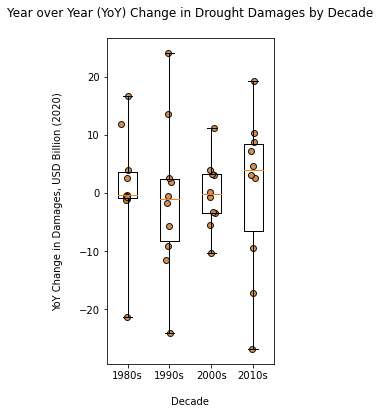 Year over Year (YoY) Change in Drought Damages by Decade
YoY Change in Damages, USD Billion (2020)
20
10
0
−10
−20
1980s 1990s 2000s 2010s
Decade